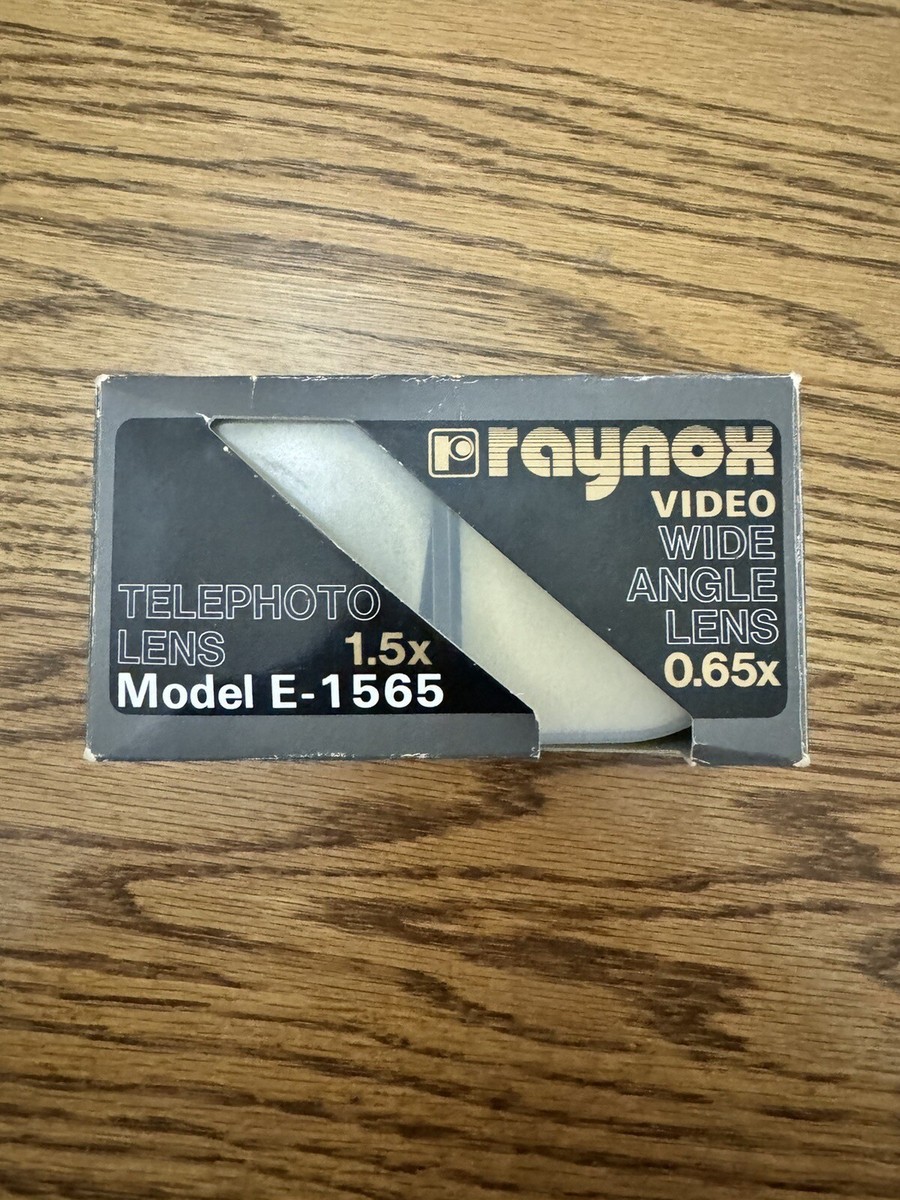 raynox
VIDEO
WIDE
ANGLE
LENS
0.65x
TELEPHOTO
LENS 1.5x
Model E-1565